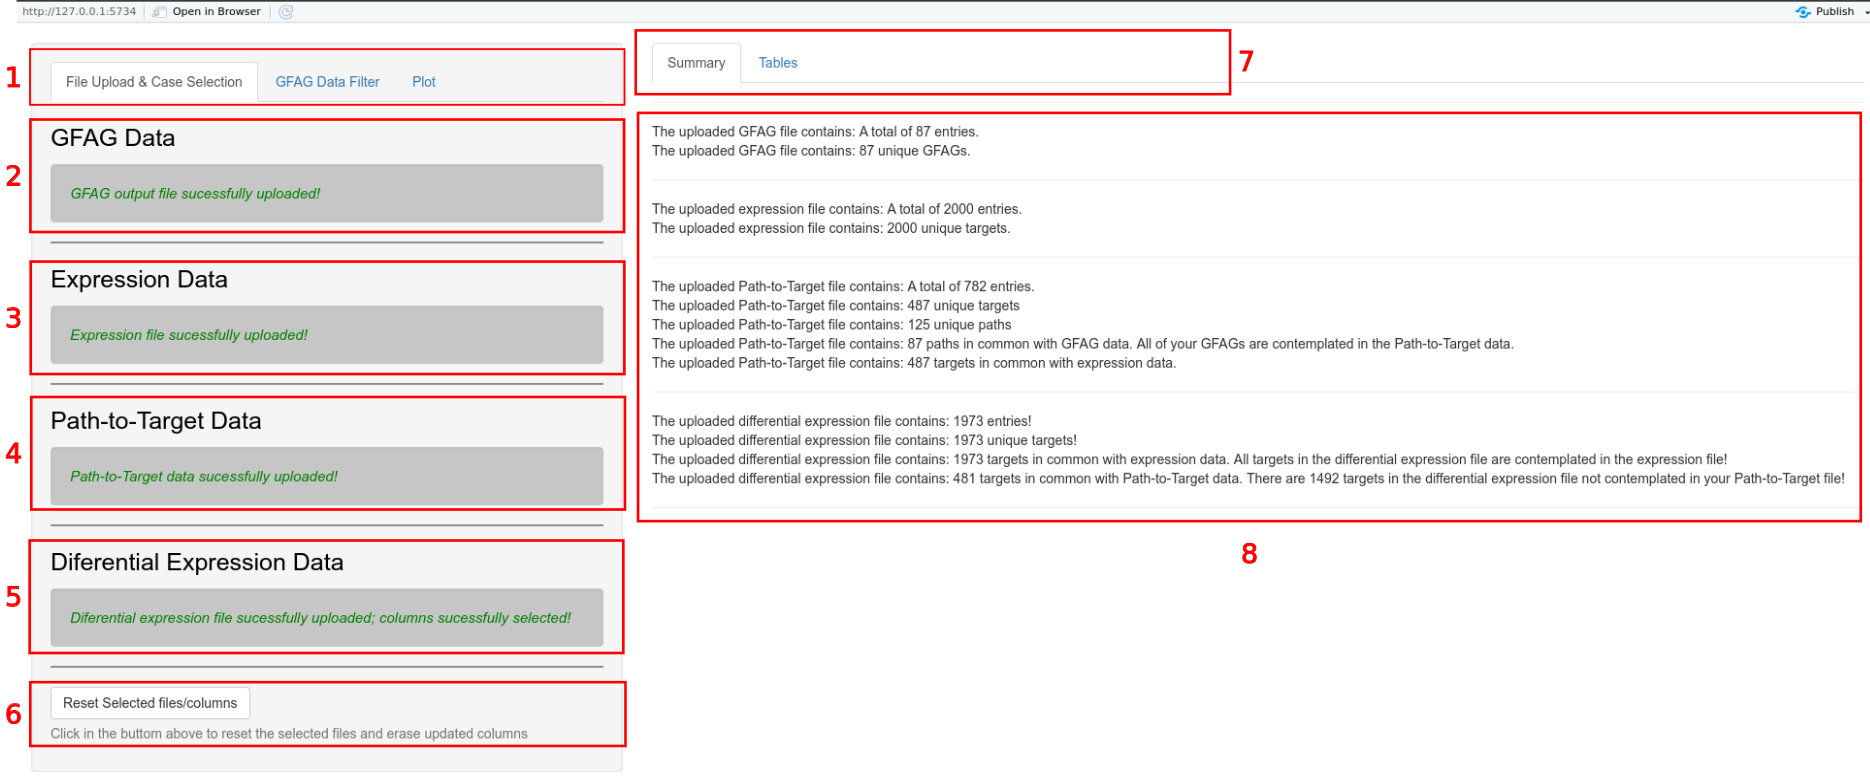 http://127.0.0.1:5734 Open in Browser Publish
1
File Upload & Case Selection GFAG Data Filter Plot
2
GFAG Data
GFAG output file sucessfully uploaded!
3
Expression Data
Expression file sucessfully uploaded!
4
Path-to-Target Data
Path-to-Target data sucessfully uploaded!
5
Diferential Expression Data
Diferential expression file sucessfully uploaded; columns sucessfully selected!
6
Reset Selected files/columns
Click in the buttom above to reset the selected files and erase updated columns
Summary Tables
7
The uploaded GFAG file contains: A total of 87 entries.
The uploaded GFAG file contains: 87 unique GFAGs.
The uploaded expression file contains: A total of 2000 entries.
The uploaded expression file contains: 2000 unique targets.
The uploaded Path-to-Target file contains: A total of 782 entries.
The uploaded Path-to-Target file contains: 487 unique targets
The uploaded Path-to-Target file contains: 125 unique paths
The uploaded Path-to-Target file contains: 87 paths in common with GFAG data. All of your GFAGs are contemplated in the Path-to-Target data.
The uploaded Path-to-Target file contains: 487 targets in common with expression data.
The uploaded differential expression file contains: 1973 entries!
The uploaded differential expression file contains: 1973 unique targets!
The uploaded differential expression file contains: 1973 targets in common with expression data. All targets in the differential expression file are contemplated in the expression file!
The uploaded differential expression file contains: 481 targets in common with Path-to-Target data. There are 1492 targets in the differential expression file not contemplated in your Path-to-Target file!
8